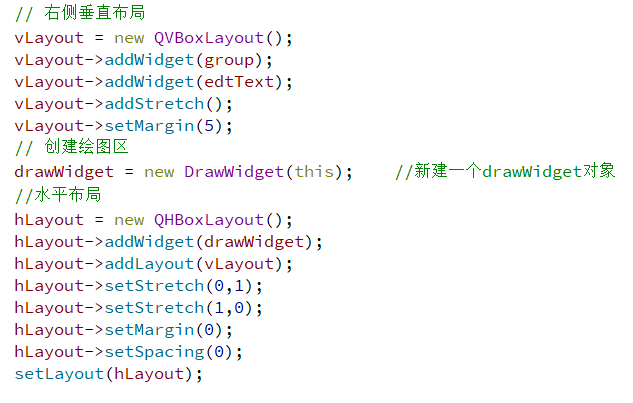 // 右侧垂直布局
vLayout = new QVBoxLayout();
vLayout->addWidget(group);
vLayout->addWidget(edtText);
vLayout->addStretch();
vLayout->setMargin(5);
// 创建绘图区
drawWidget = new DrawWidget(this);    //新建一个drawWidget对象
//水平布局
hLayout = new QHBoxLayout();
hLayout->addWidget(drawWidget);
hLayout->addLayout(vLayout);
hLayout->setStretch(0,1);
hLayout->setStretch(1,0);
hLayout->setMargin(0);
hLayout->setSpacing(0);
setLayout(hLayout);